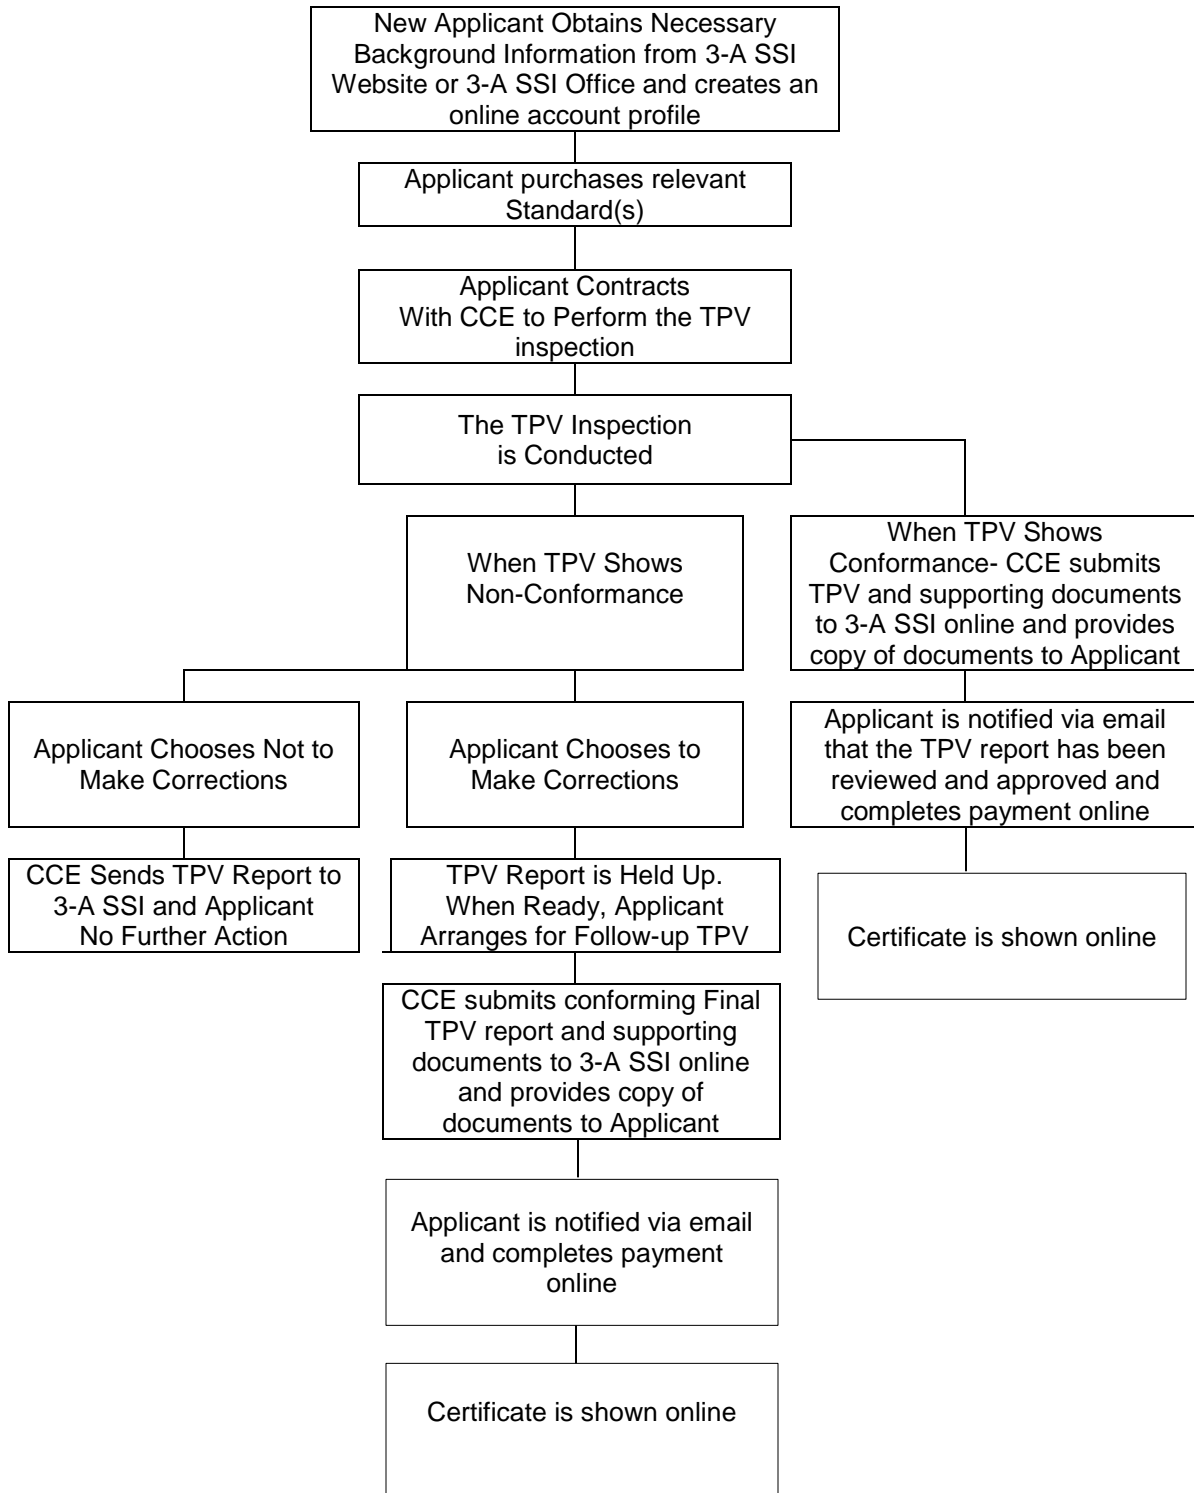 New Applicant Obtains Necessary
Background Information from 3-A SSI
Website or 3-A SSI Office and creates an
online account profile
Applicant purchases relevant
Standard(s)
Applicant Contracts
With CCE to Perform the TPV
inspection
The TPV Inspection
is Conducted
When TPV Shows
Non-Conformance
When TPV Shows
Conformance- CCE submits
TPV and supporting documents
to 3-A SSI online and provides
copy of documents to Applicant
Applicant Chooses Not to
Make Corrections
Applicant Chooses to
Make Corrections
Applicant is notified via email
that the TPV report has been
reviewed and approved and
completes payment online
CCE Sends TPV Report to
3-A SSI and Applicant
No Further Action
TPV Report is Held Up.
When Ready, Applicant
Arranges for Follow-up TPV
Certificate is shown online
CCE submits conforming Final
TPV report and supporting
documents to 3-A SSI online
and provides copy of
documents to Applicant
Applicant is notified via email
and completes payment
online
Certificate is shown online